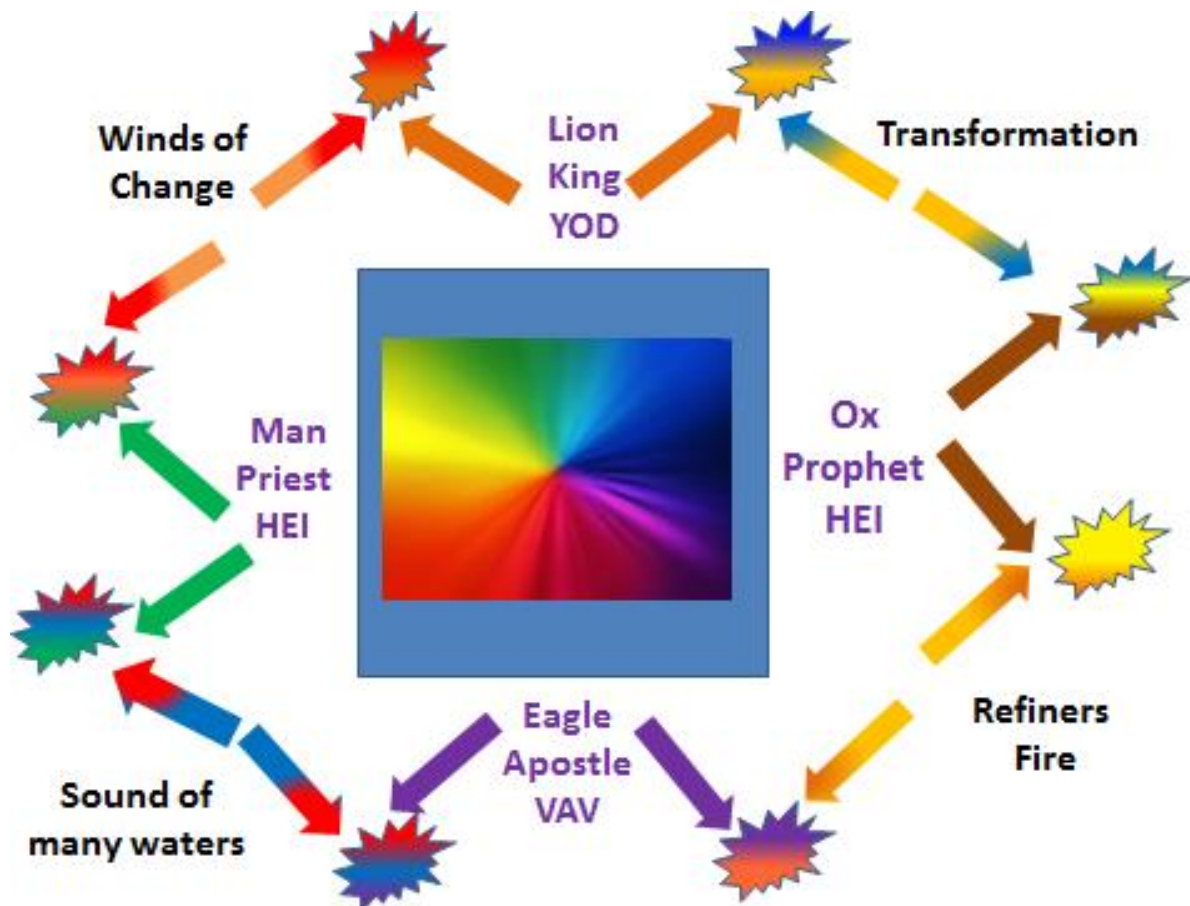 Winds of
Change
Lion
King
YOD
Transformation
Man
Priest
HEI
Ox
Prophet
HEI
Eagle
Apostle
VAV
Refiners
Fire
Sound of
many waters